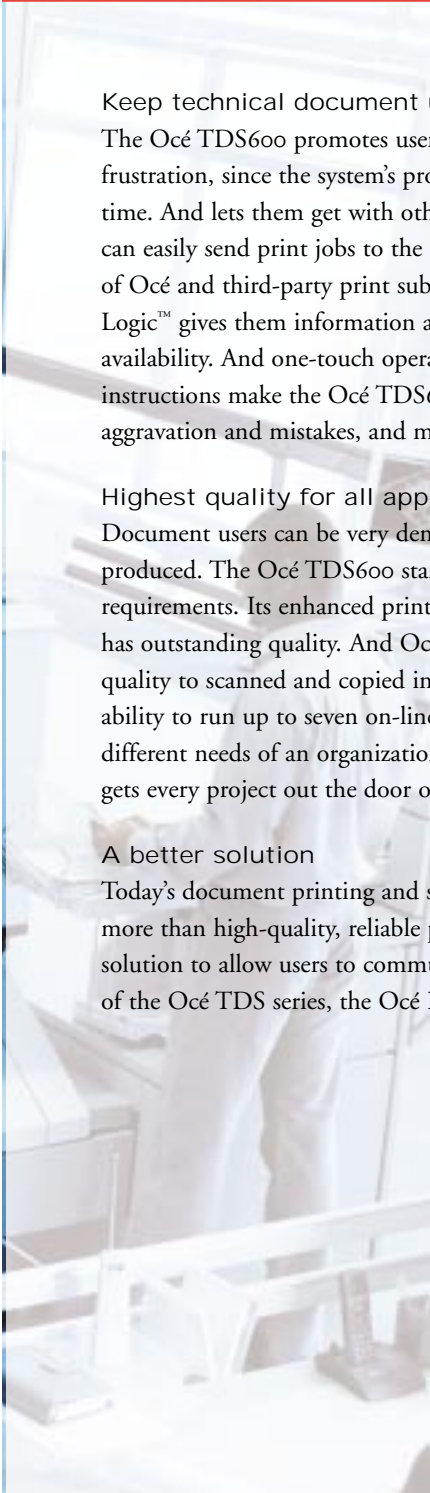 Keep technical document
The Océ TDS600 promotes user
frustration, since the system's pro
time. And lets them get with oth
can easily send print jobs to the
of Océ and third-party print sub
Logic™ gives them information a
availability. And one-touch opera
instructions make the Océ TDS6
aggravation and mistakes, and m
Highest quality for all app
Document users can be very dem
produced. The Océ TDS600 sta
requirements. Its enhanced print
has outstanding quality. And Oc
quality to scanned and copied in
ability to run up to seven on-line
different needs of an organizatio
gets every project out the door o
A better solution
Today's document printing and s
more than high-quality, reliable p
solution to allow users to commu
of the Océ TDS series, the Océ